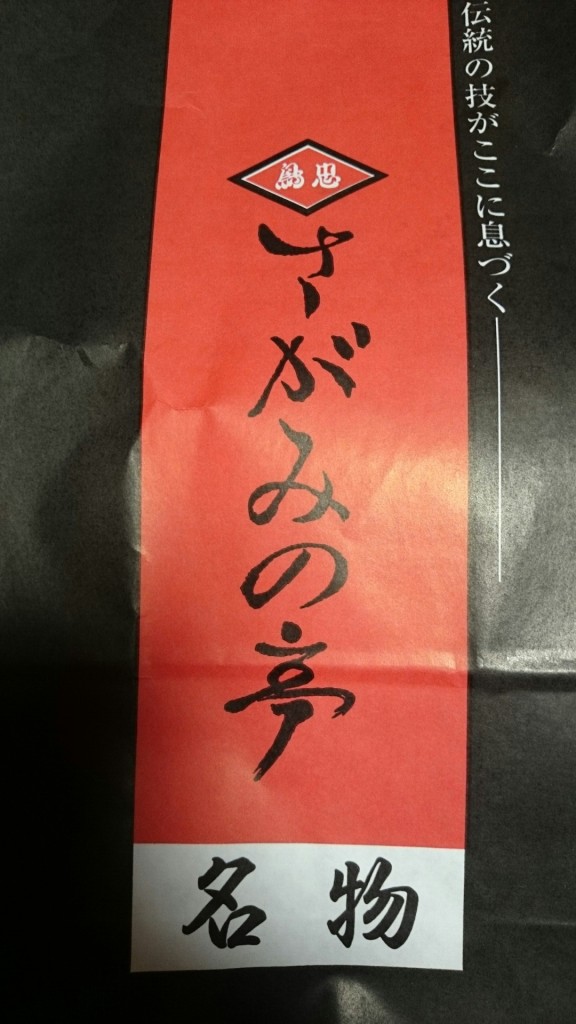 伝統の技がここに息づく――
鳥忠
さがみの亭
名物